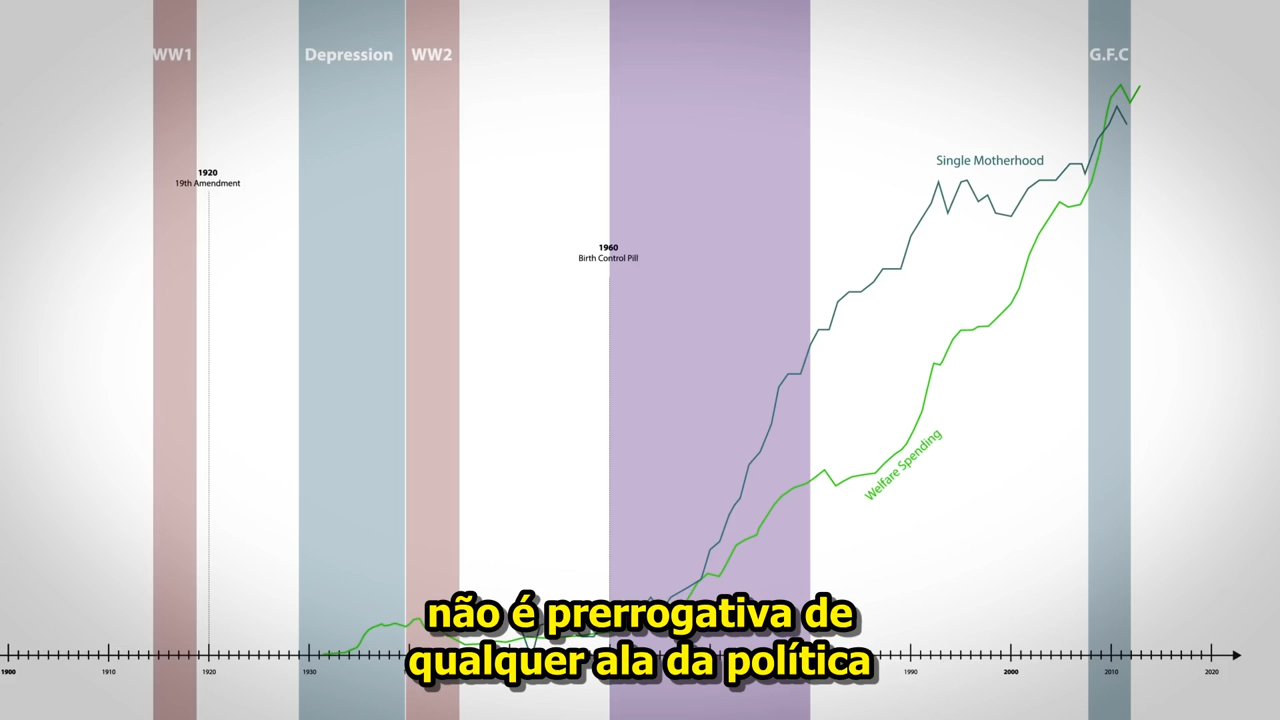 WW1
Depression
WW2
G.F.C
1920
19th Amendment
Single Motherhood
1960
Birth Control Pill
Welfare Spending
não é prerrogativa de
qualquer ala da política
1900
1910
1920
1930
1990
2000
2010
2020